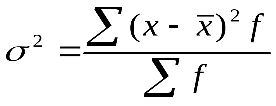 σ² = ∑(x - x̄)² f / ∑ f